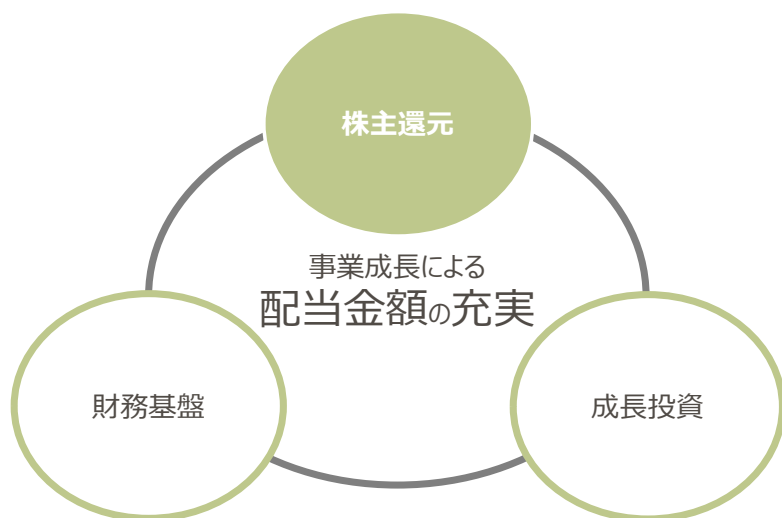 株主還元
事業成長による
配当金額の充実
財務基盤
成長投資